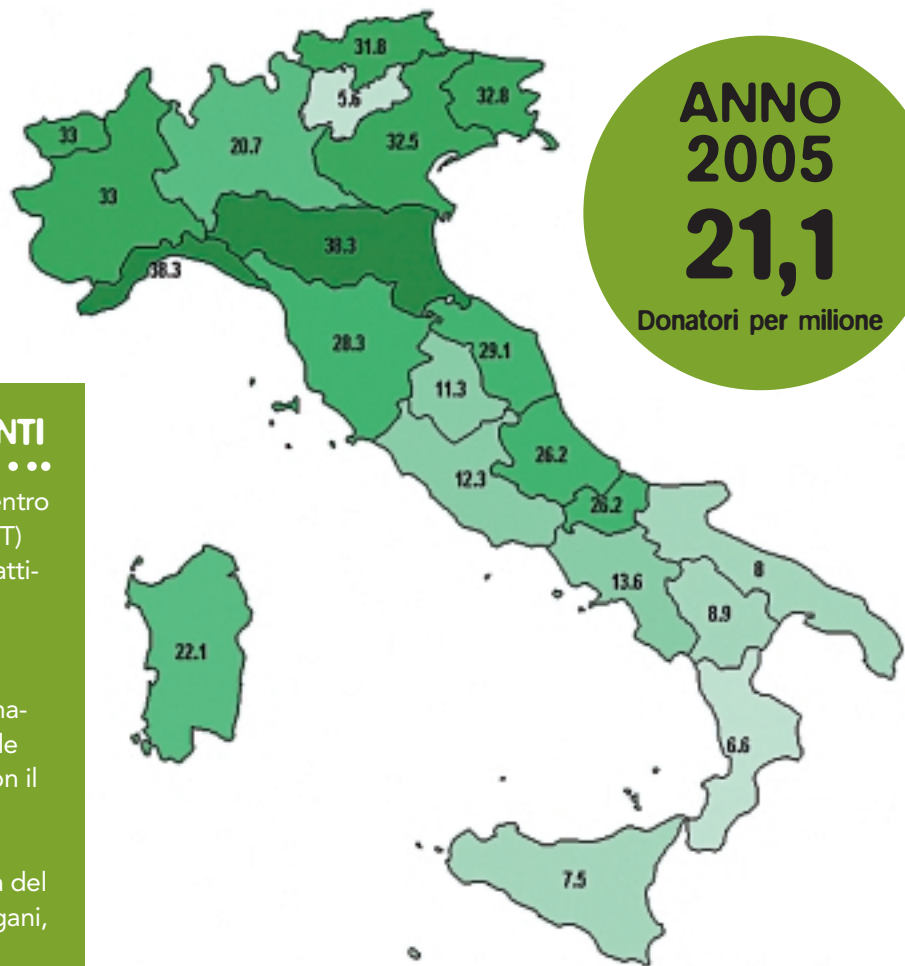 31.8
5.6
32.8
33
20.7
32.5
33
38.3
38.3
28.3
29.1
11.3
26.2
12.3
26.2
8
13.6
8.9
22.1
6.6
7.5
ANNO
2005
21,1
Donatori per milione
NTI
entro
T)
atti-
na-
le
on il
del
gani,